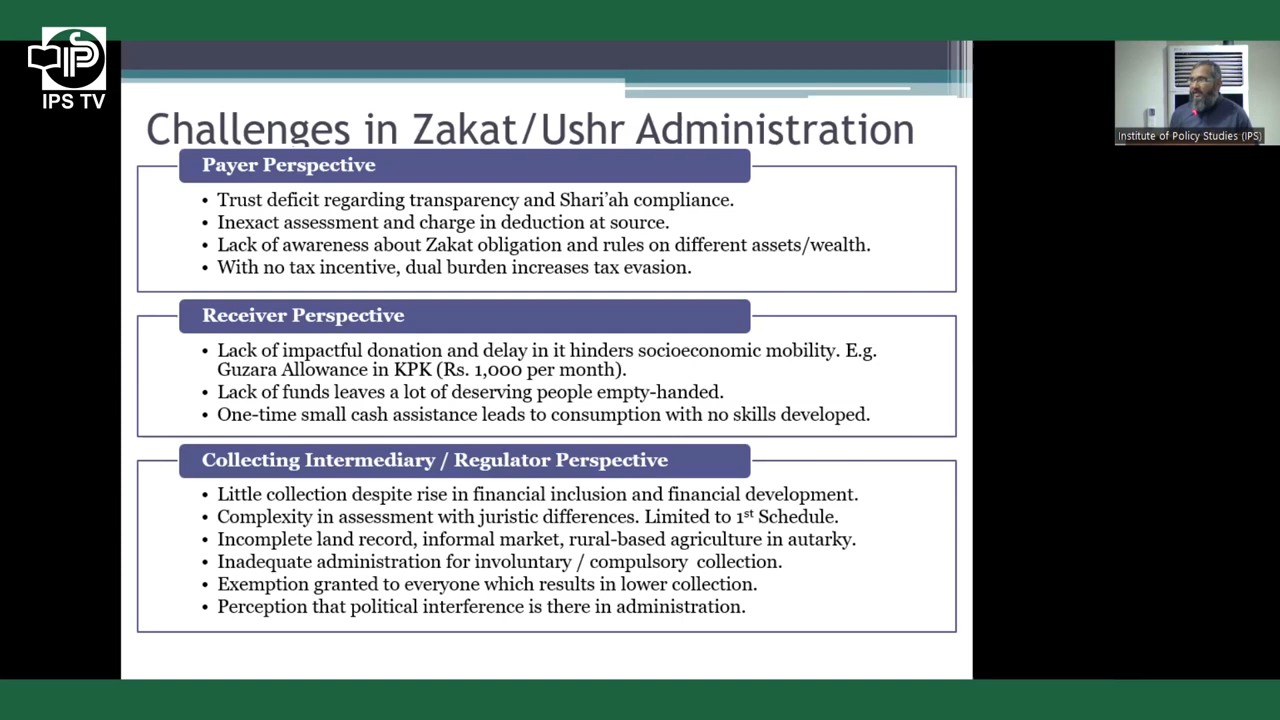 IPS TV
Institute of Policy Studies (IPS)
Challenges in Zakat/Ushr Administration
Payer Perspective
• Trust deficit regarding transparency and Shari’ah compliance.
• Inexact assessment and charge in deduction at source.
• Lack of awareness about Zakat obligation and rules on different assets/wealth.
• With no tax incentive, dual burden increases tax evasion.
Receiver Perspective
• Lack of impactful donation and delay in it hinders socioeconomic mobility. E.g.
Guzara Allowance in KPK (Rs. 1,000 per month).
• Lack of funds leaves a lot of deserving people empty-handed.
• One-time small cash assistance leads to consumption with no skills developed.
Collecting Intermediary / Regulator Perspective
• Little collection despite rise in financial inclusion and financial development.
• Complexity in assessment with juristic differences. Limited to 1st Schedule.
• Incomplete land record, informal market, rural-based agriculture in autarky.
• Inadequate administration for involuntary / compulsory collection.
• Exemption granted to everyone which results in lower collection.
• Perception that political interference is there in administration.